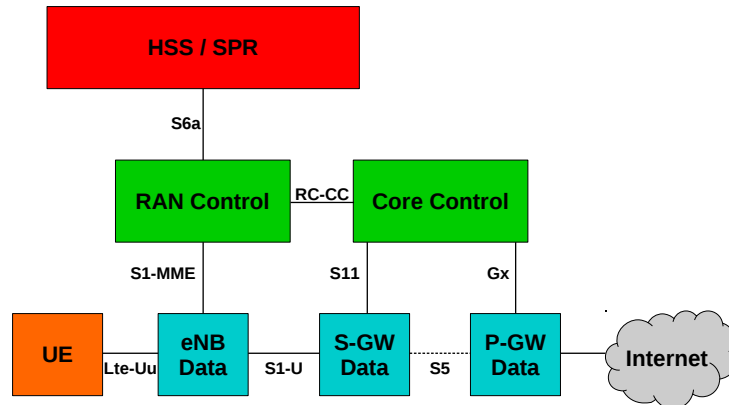 HSS / SPR
S6a
RAN Control
RC-CC
Core Control
S1-MME
S11
Gx
UE
eNB
Data
S-GW
Data
P-GW
Data
Internet
Lte-Uu
S1-U
S5